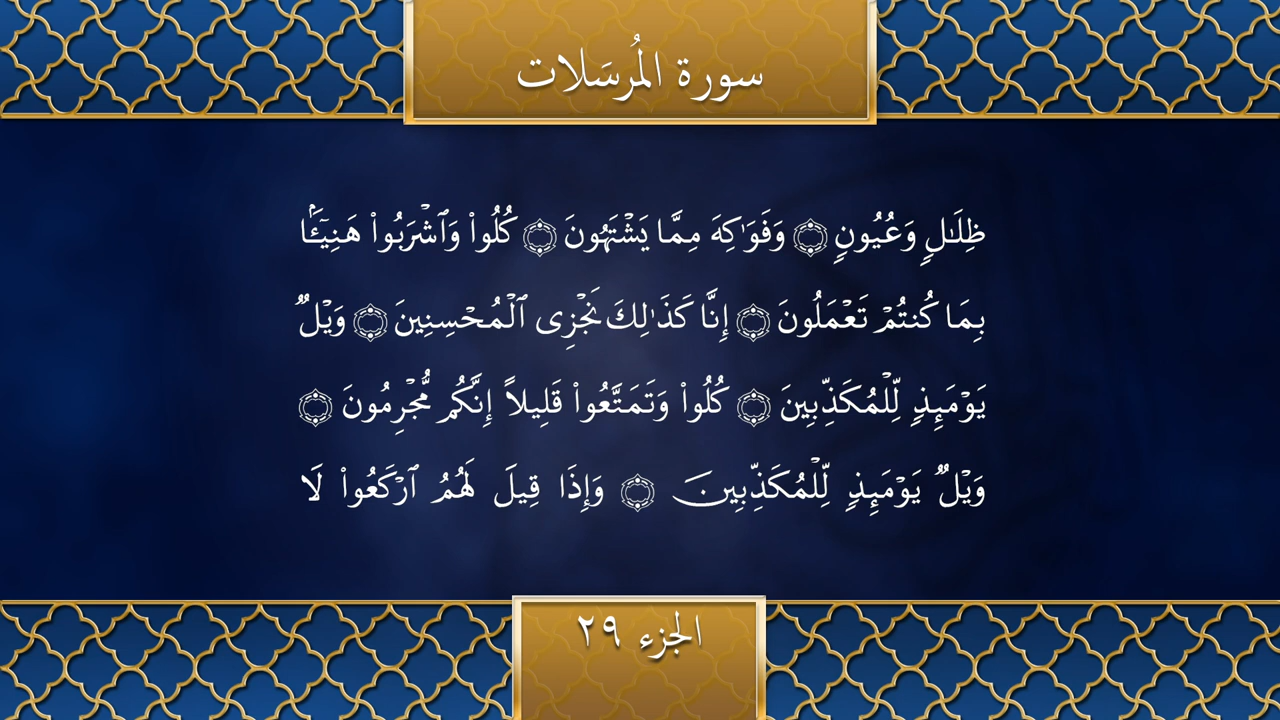 سورة المُرسَلات
ظِلَٰلٍ وَعُيُونٍ ۝ وَفَوَٰكِهَ مِمَّا يَشْتَهُونَ ۝ كُلُوا۟ وَٱشْرَبُوا۟ هَنِيٓـَٔۢا
بِمَا كُنتُمْ تَعْمَلُونَ ۝ إِنَّا كَذَٰلِكَ نَجْزِى ٱلْمُحْسِنِينَ ۝ وَيْلٌ
يَوْمَئِذٍ لِّلْمُكَذِّبِينَ ۝ كُلُوا۟ وَتَمَتَّعُوا۟ قَلِيلاً إِنَّكُم مُّجْرِمُونَ ۝
وَيْلٌ يَوْمَئِذٍ لِّلْمُكَذِّبِينَ ۝ وَإِذَا قِيلَ لَهُمُ ٱرْكَعُوا۟ لَا
الجزء ٢٩